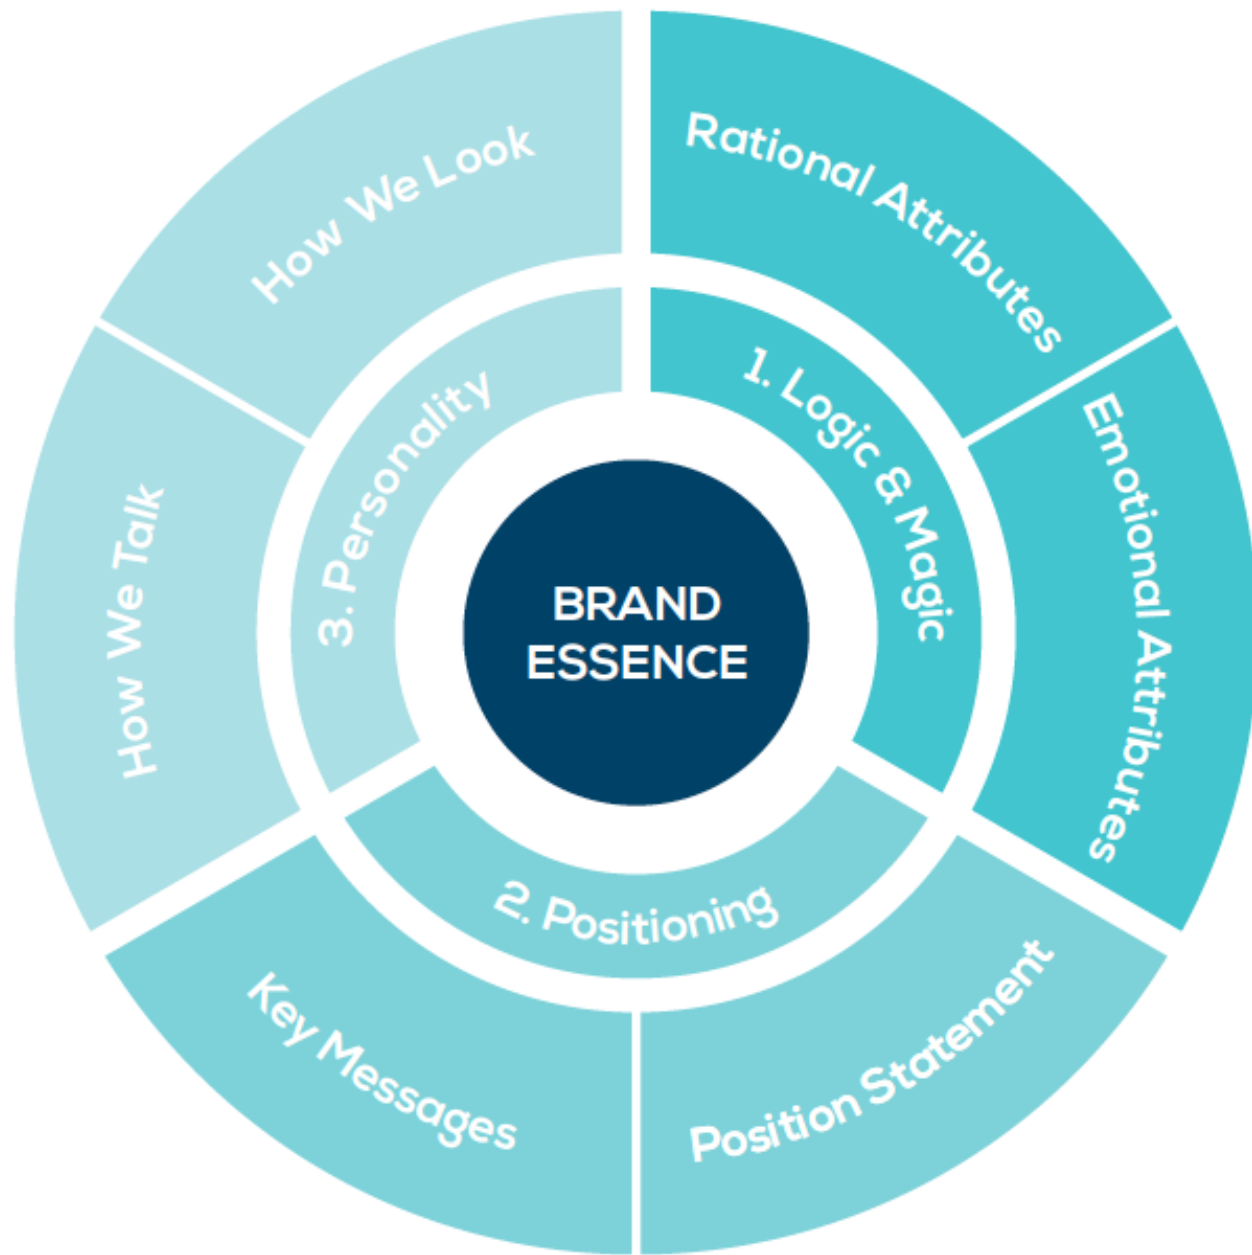 BRAND
ESSENCE
1. Logic & Magic
Rational Attributes
Emotional Attributes
2. Positioning
Position Statement
Key Messages
3. Personality
How We Talk
How We Look